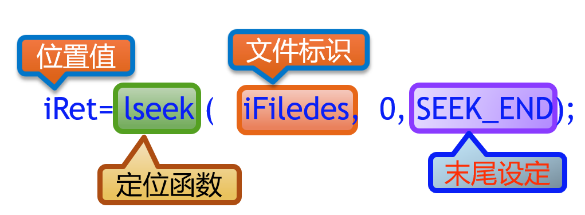 位置值 文件标识
iRet=lseek( iFiledes, 0,SEEK_END);
定位函数 末尾设定